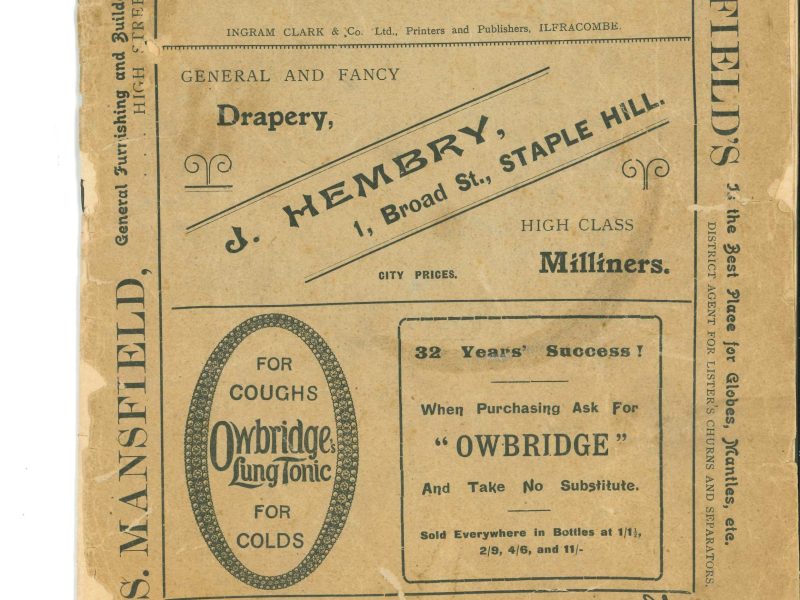 INGRAM CLARK & Co. Ltd., Printers and Publishers, ILFRACOMBE.
GENERAL AND FANCY
Drapery,
J. HEMBRY,
1, Broad St., STAPLE HILL.
HIGH CLASS
CITY PRICES.
Milliners.
FOR
COUGHS
Owbridge's
Lung Tonic
FOR
COLDS
32 Years' Success!
When Purchasing Ask For
"OWBRIDGE"
And Take No Substitute.
Sold Everywhere in Bottles at 1/1½,
2/9, 4/6, and 11/-
S. MANSFIELD,
General Furnishing and
HIGH
FIELD'S
Is the Best Place for Globes, Mantles, etc.
DISTRICT AGENT FOR LISTER'S CHURNS AND SEPARATORS.